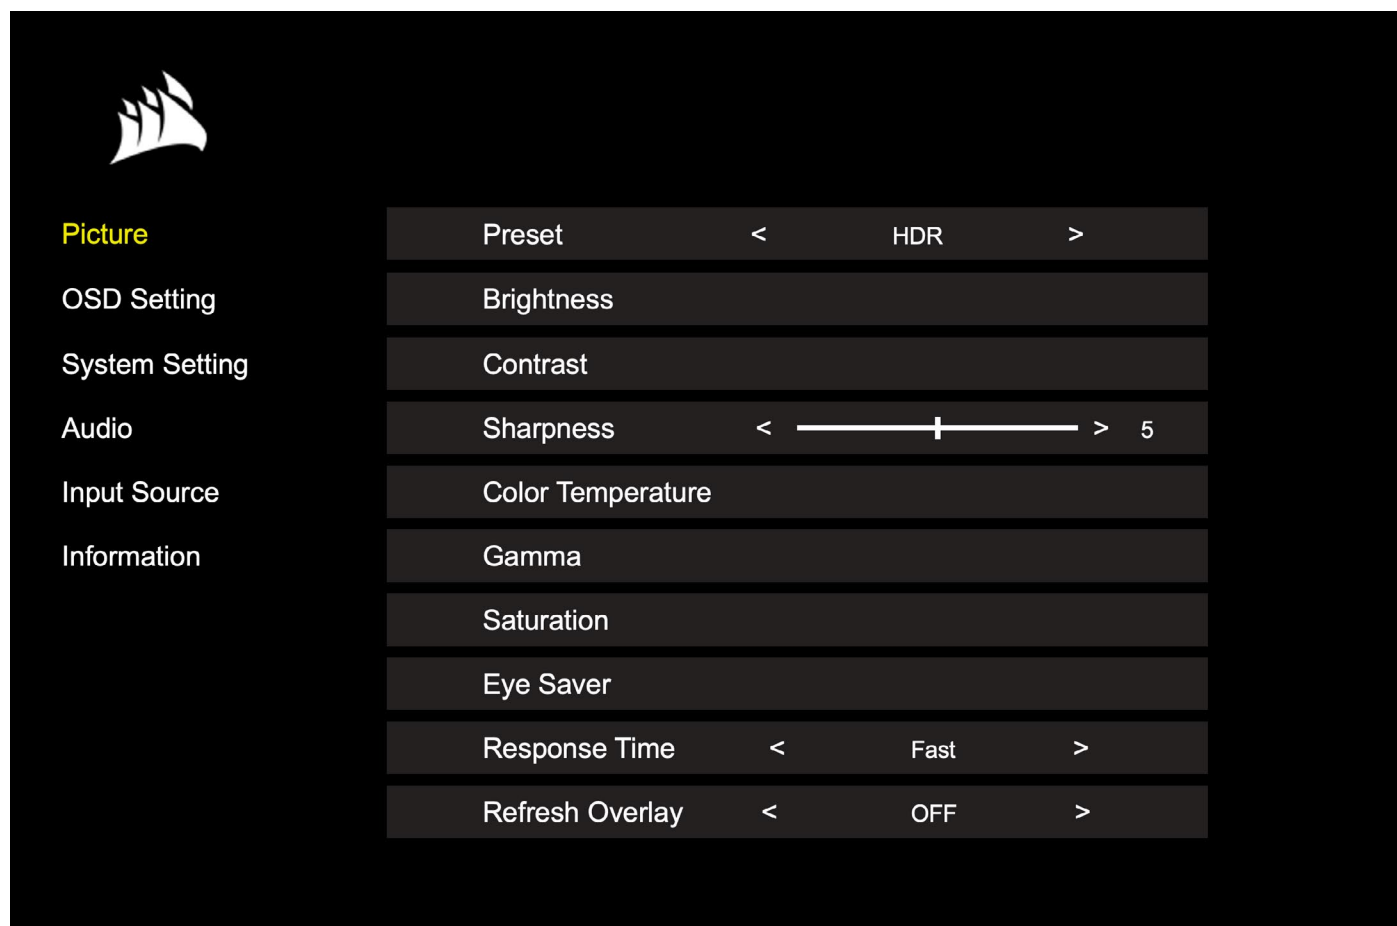 Picture
Preset < HDR >
OSD Setting
Brightness
System Setting
Contrast
Audio
Sharpness < > 5
Input Source
Color Temperature
Information
Gamma
Saturation
Eye Saver
Response Time < Fast >
Refresh Overlay < OFF >